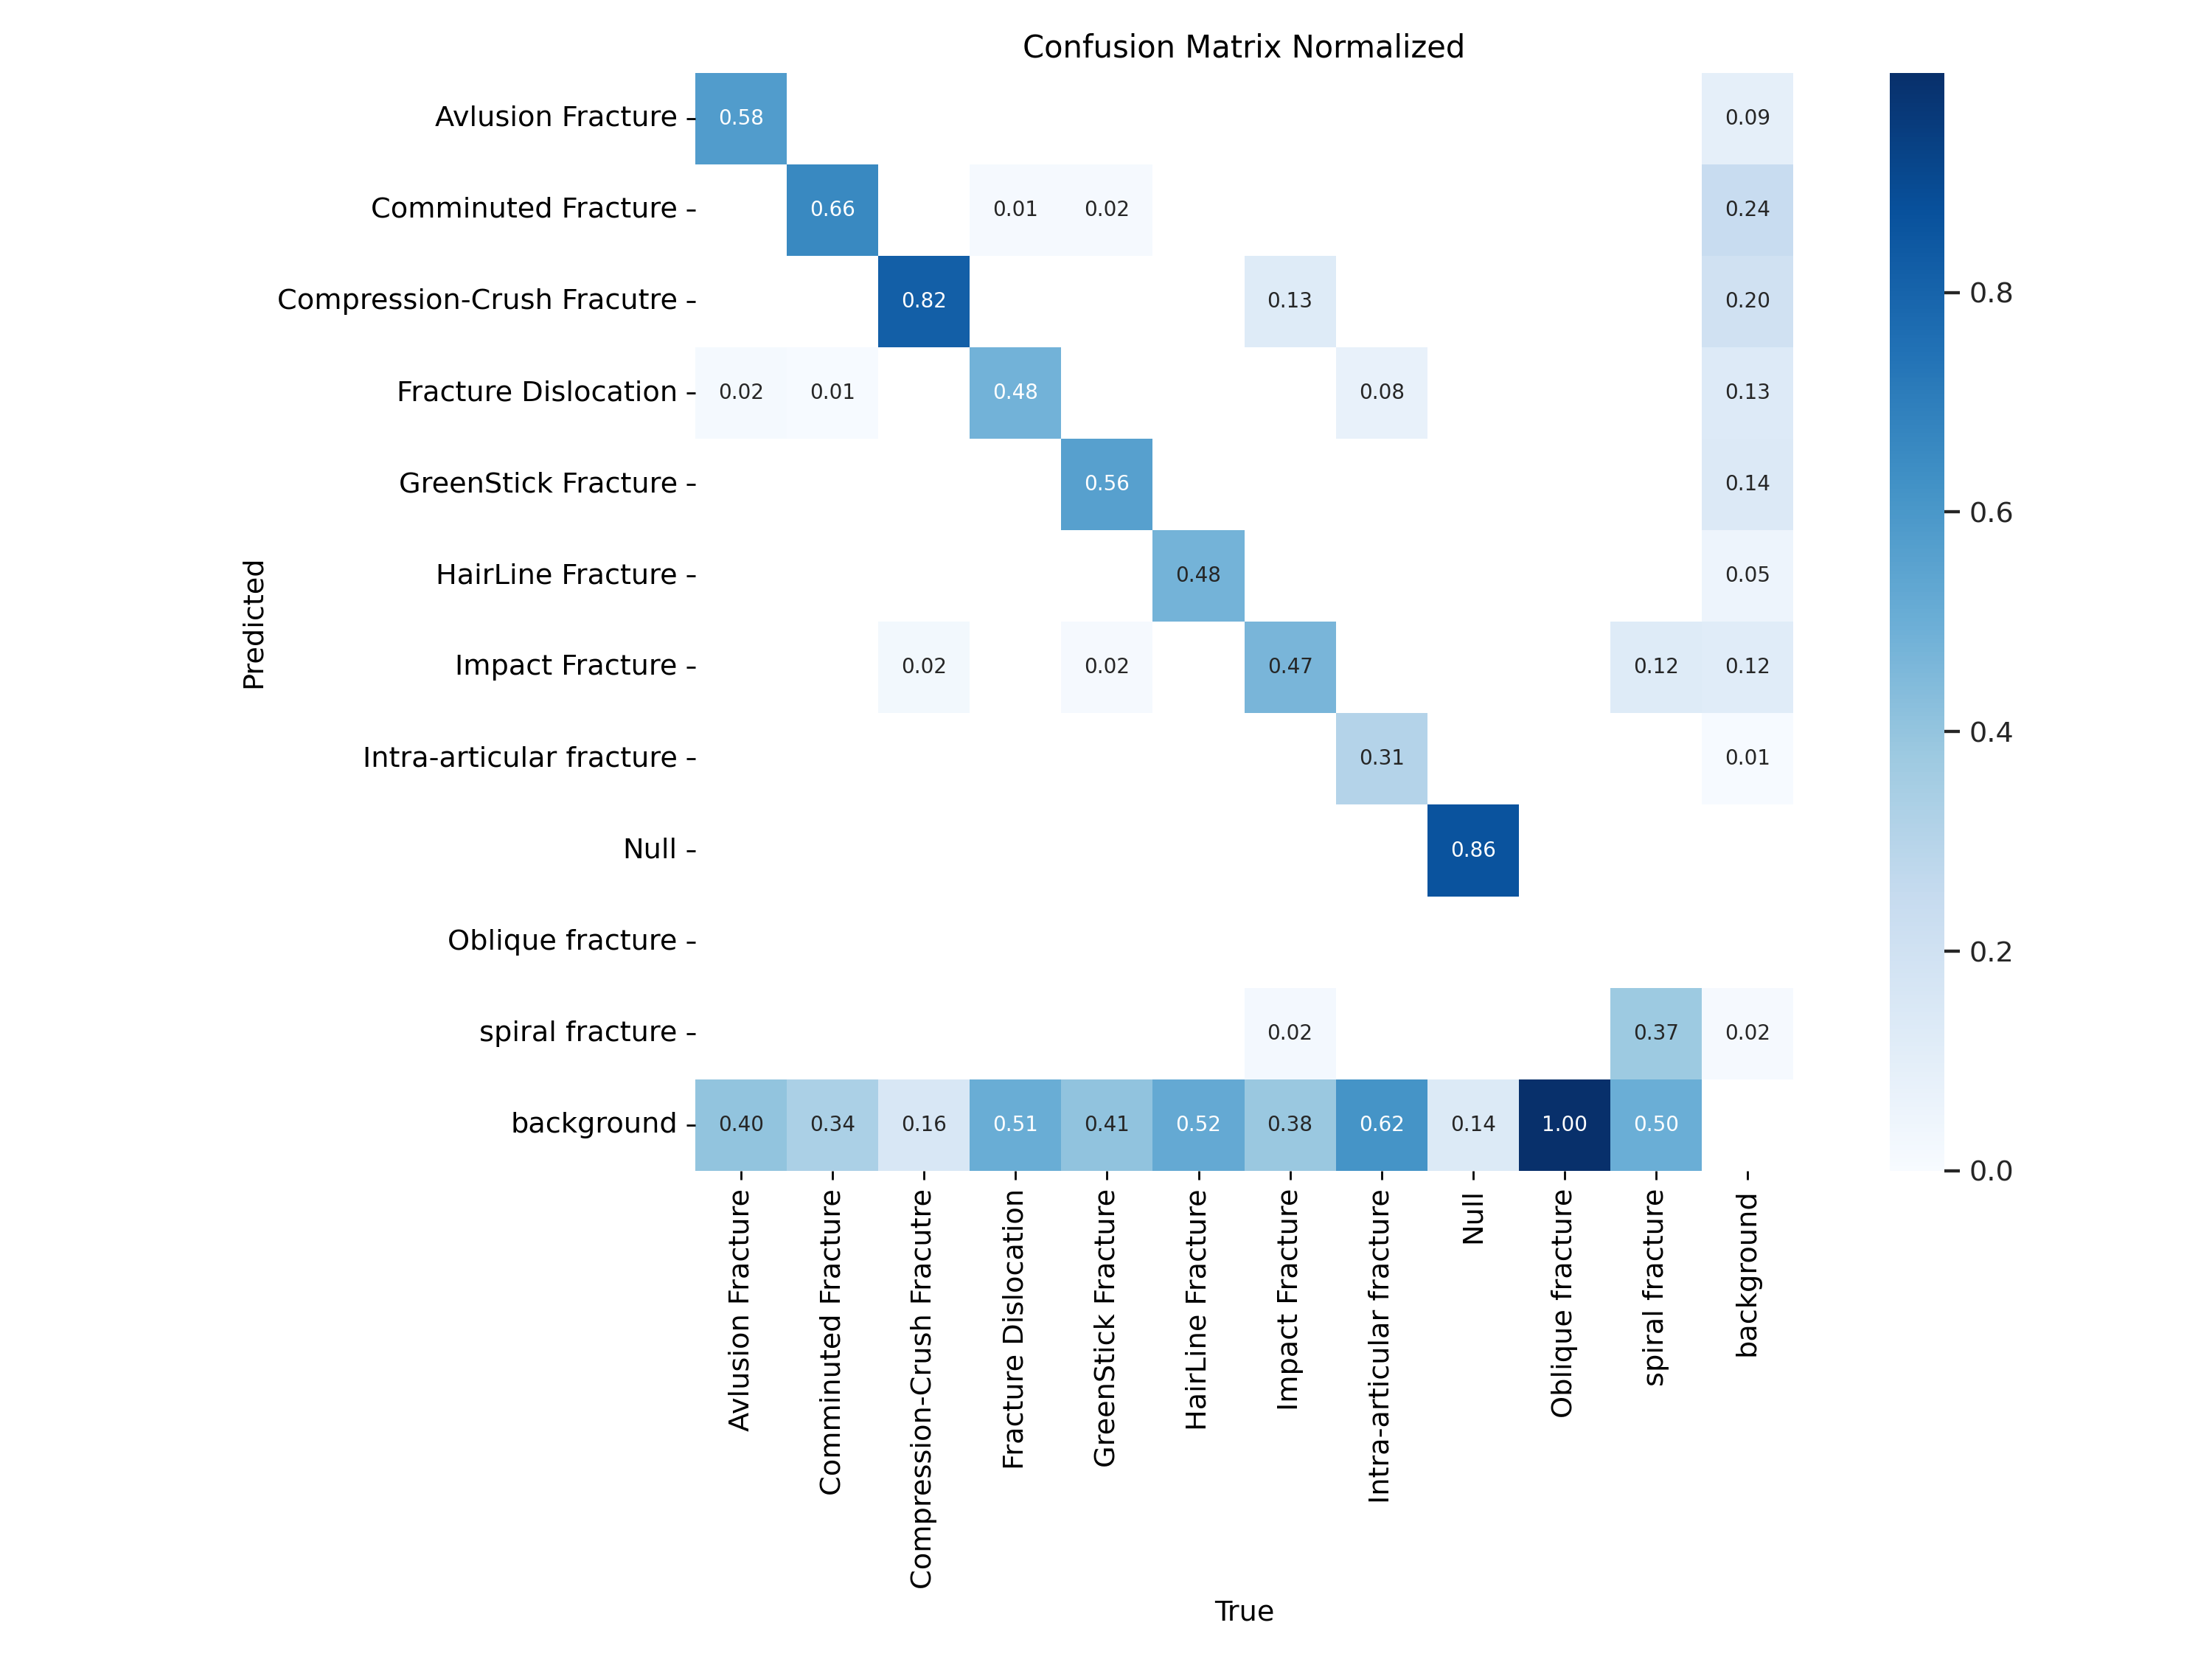 Confusion Matrix Normalized
Avlusion Fracture 0.58 0.09
Comminuted Fracture 0.66 0.01 0.02 0.24
Compression-Crush Fracutre 0.82 0.13 0.20
Fracture Dislocation 0.02 0.01 0.48 0.08 0.13
GreenStick Fracture 0.56 0.14
HairLine Fracture 0.48 0.05
Impact Fracture 0.02 0.02 0.47 0.12 0.12
Intra-articular fracture 0.31 0.01
Null 0.86
Oblique fracture
spiral fracture 0.02 0.37 0.02
background 0.40 0.34 0.16 0.51 0.41 0.52 0.38 0.62 0.14 1.00 0.50
Predicted
Avlusion Fracture
Comminuted Fracture
Compression-Crush Fracutre
Fracture Dislocation
GreenStick Fracture
HairLine Fracture
Impact Fracture
Intra-articular fracture
Null
Oblique fracture
spiral fracture
background
True
0.8
0.6
0.4
0.2
0.0